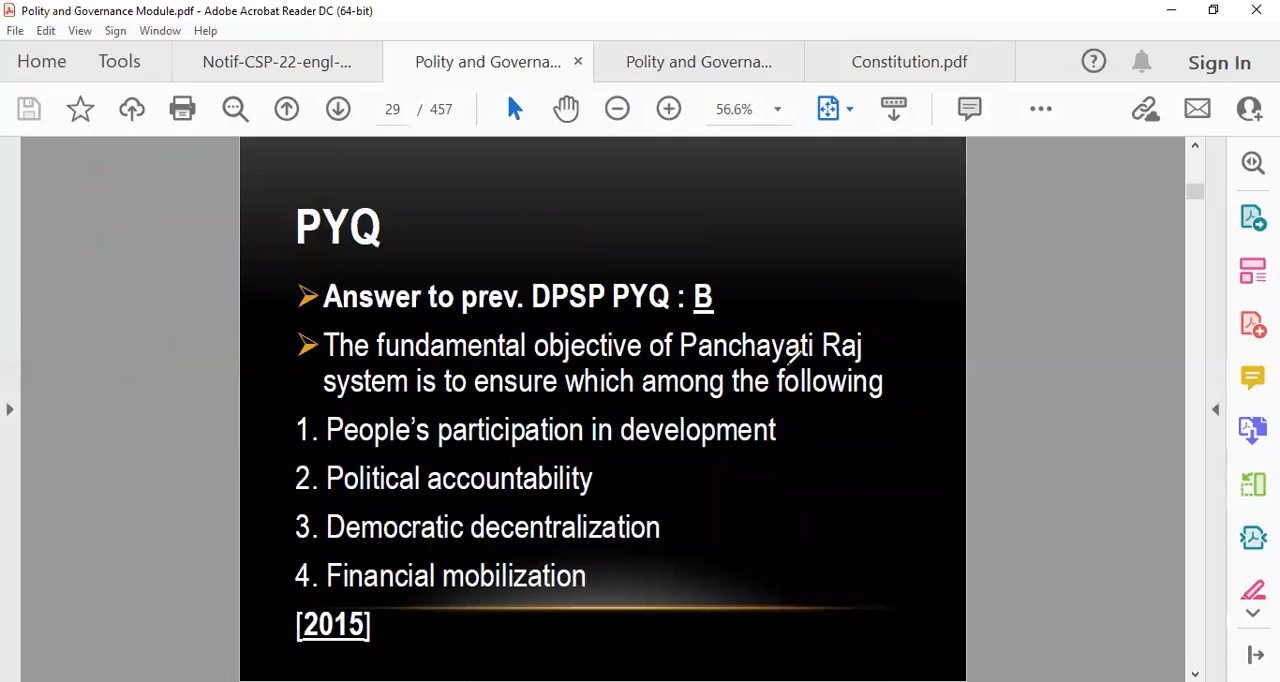 Polity and Governance Module.pdf - Adobe Acrobat Reader DC (64-bit)
File Edit View Sign Window Help
Home Tools Notif-CSP-22-engl-... Polity and Governa... × Polity and Governa... Constitution.pdf Sign In
29 / 457 56.6%
PYQ
Answer to prev. DPSP PYQ : B
The fundamental objective of Panchayati Raj
system is to ensure which among the following
1. People's participation in development
2. Political accountability
3. Democratic decentralization
4. Financial mobilization
[2015]